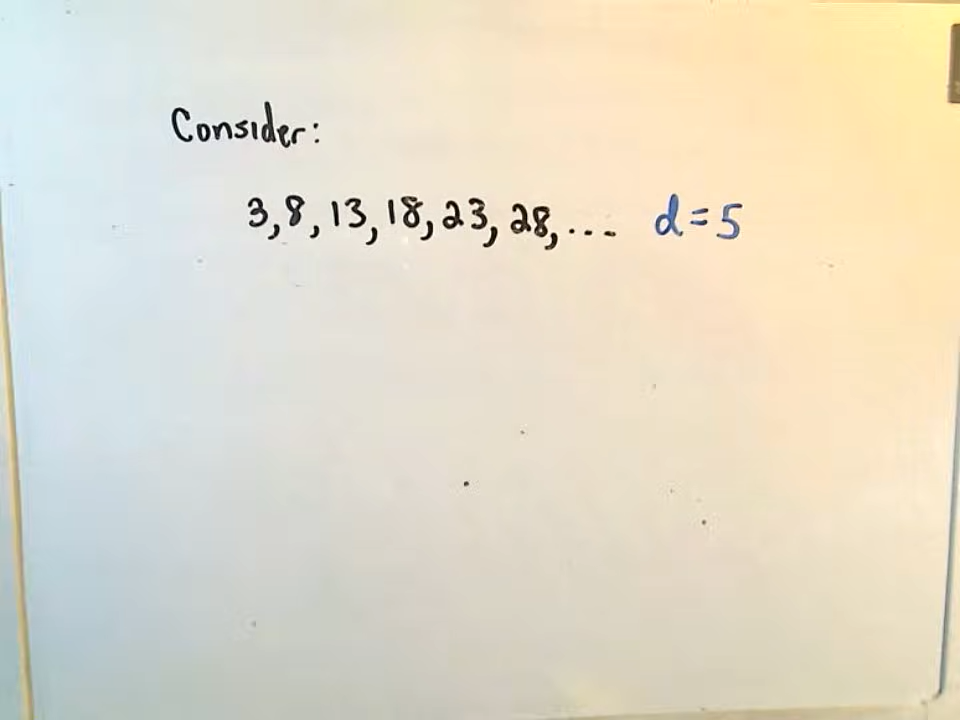 Consider:
3, 8, 13, 18, 23, 28, ... d = 5